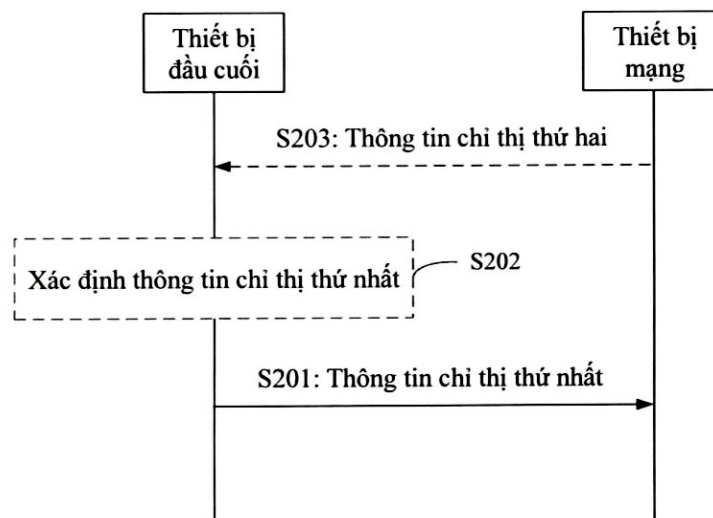 Thiết bị
đầu cuối
Thiết bị
mạng
S203: Thông tin chỉ thị thứ hai
Xác định thông tin chỉ thị thứ nhất
S202
S201: Thông tin chỉ thị thứ nhất